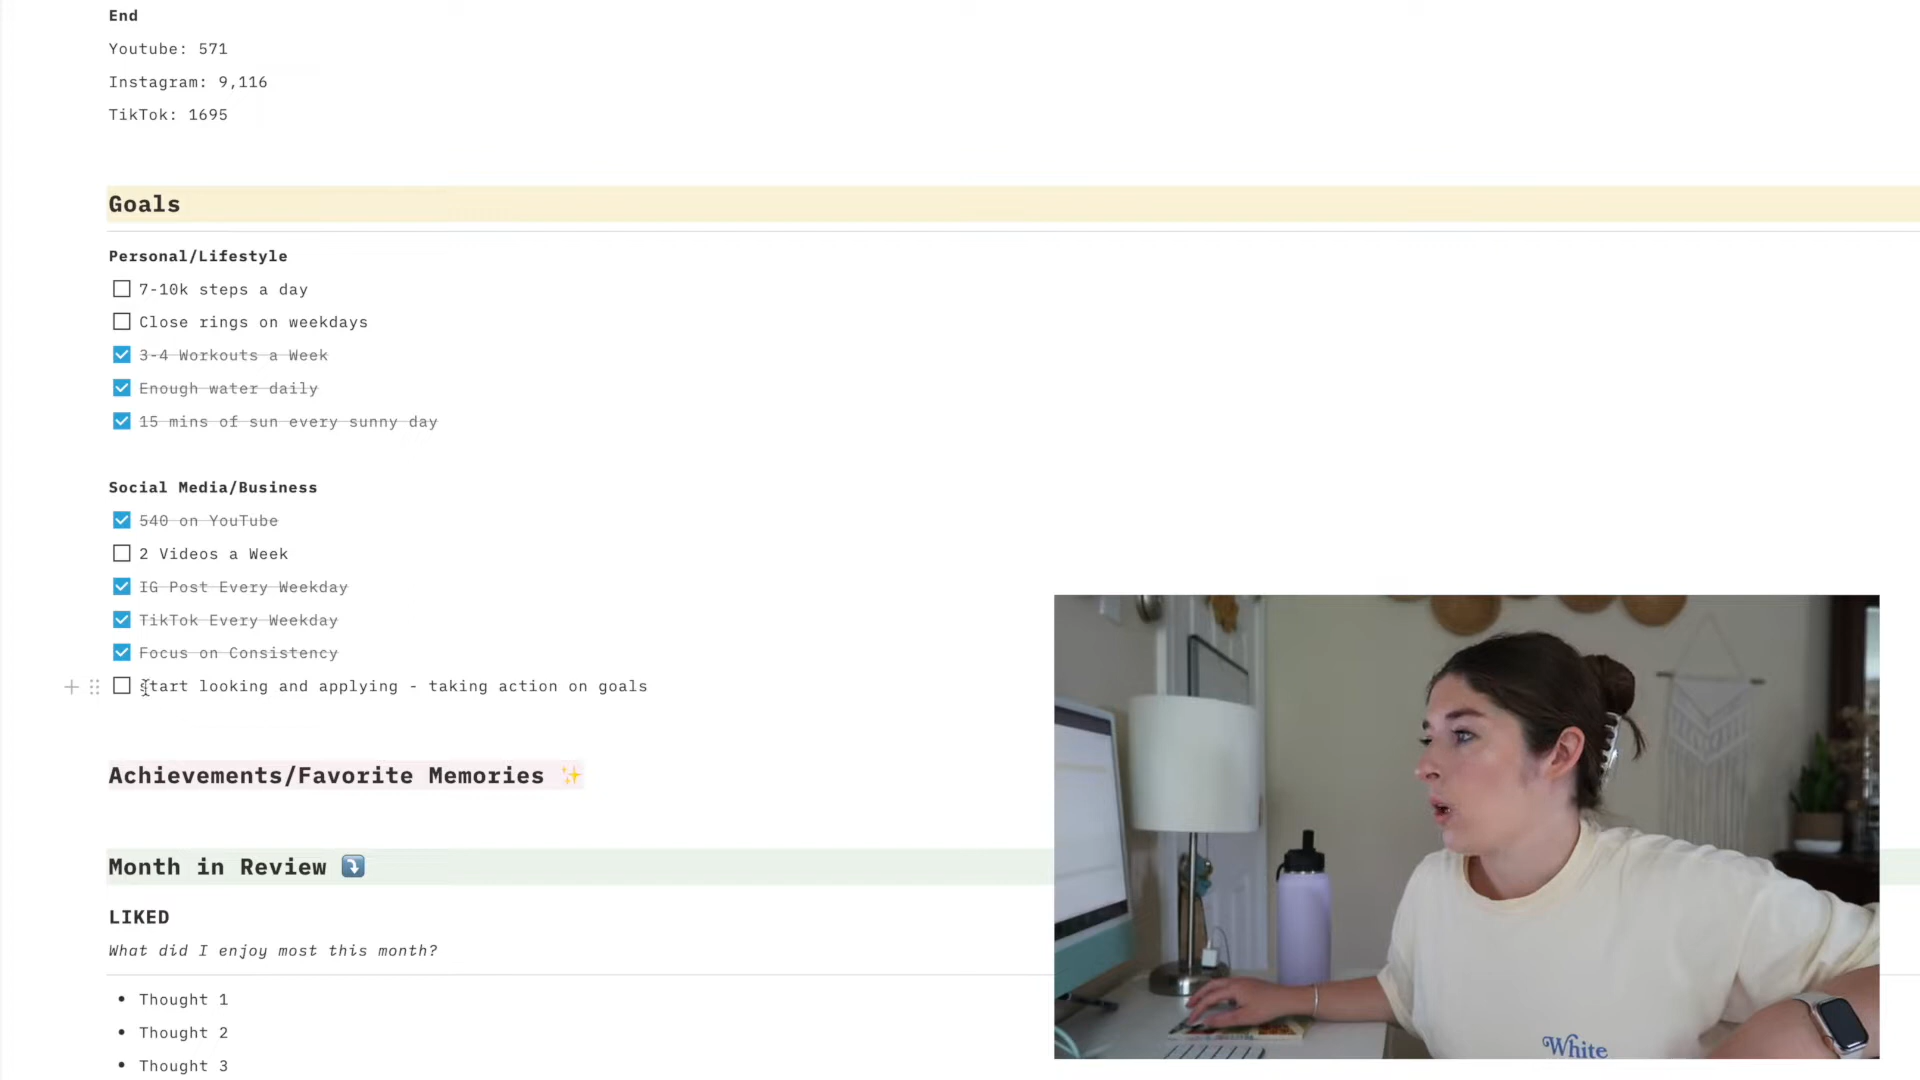 End
Youtube: 571
Instagram: 9,116
TikTok: 1695
Goals
Personal/Lifestyle
7-10k steps a day
Close rings on weekdays
3-4 Workouts a Week
Enough water daily
15 mins of sun every sunny day
Social Media/Business
540 on YouTube
2 Videos a Week
IG Post Every Weekday
TikTok Every Weekday
Focus on Consistency
start looking and applying - taking action on goals
Achievements/Favorite Memories ✨
Month in Review ⤵️
LIKED
What did I enjoy most this month?
• Thought 1
• Thought 2
• Thought 3
White